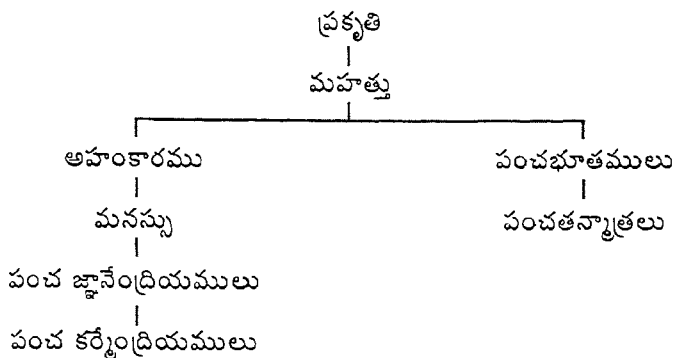 ప్రకృతి
మహత్తు
అహంకారము పంచభూతములు
మనస్సు పంచతన్మాత్రలు
పంచ జ్ఞానేంద్రియములు
పంచ కర్మేంద్రియములు